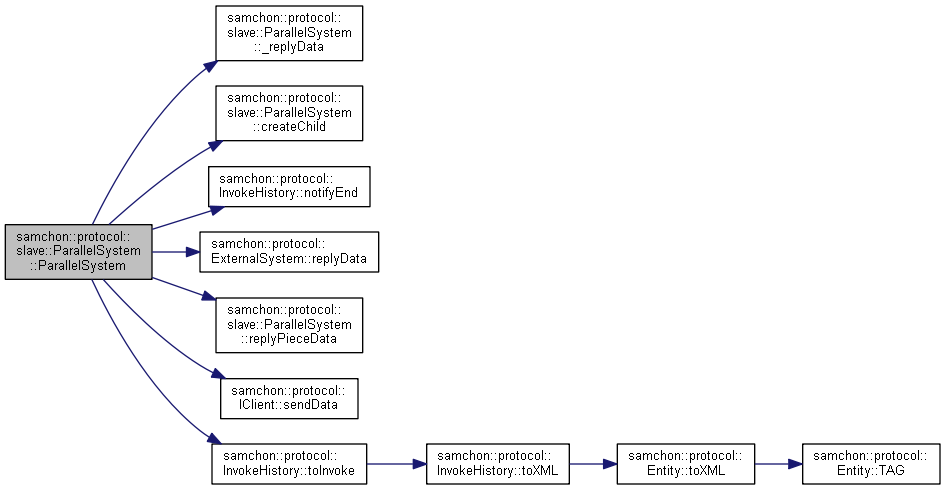 samchon::protocol::
slave::ParallelSystem
::_replyData
samchon::protocol::
slave::ParallelSystem
::createChild
samchon::protocol::
InvokeHistory::notifyEnd
samchon::protocol::
slave::ParallelSystem
::ParallelSystem
samchon::protocol::
ExternalSystem::replyData
samchon::protocol::
slave::ParallelSystem
::replyPieceData
samchon::protocol::
IClient::sendData
samchon::protocol::
InvokeHistory::toInvoke
samchon::protocol::
InvokeHistory::toXML
samchon::protocol::
Entity::toXML
samchon::protocol::
Entity::TAG